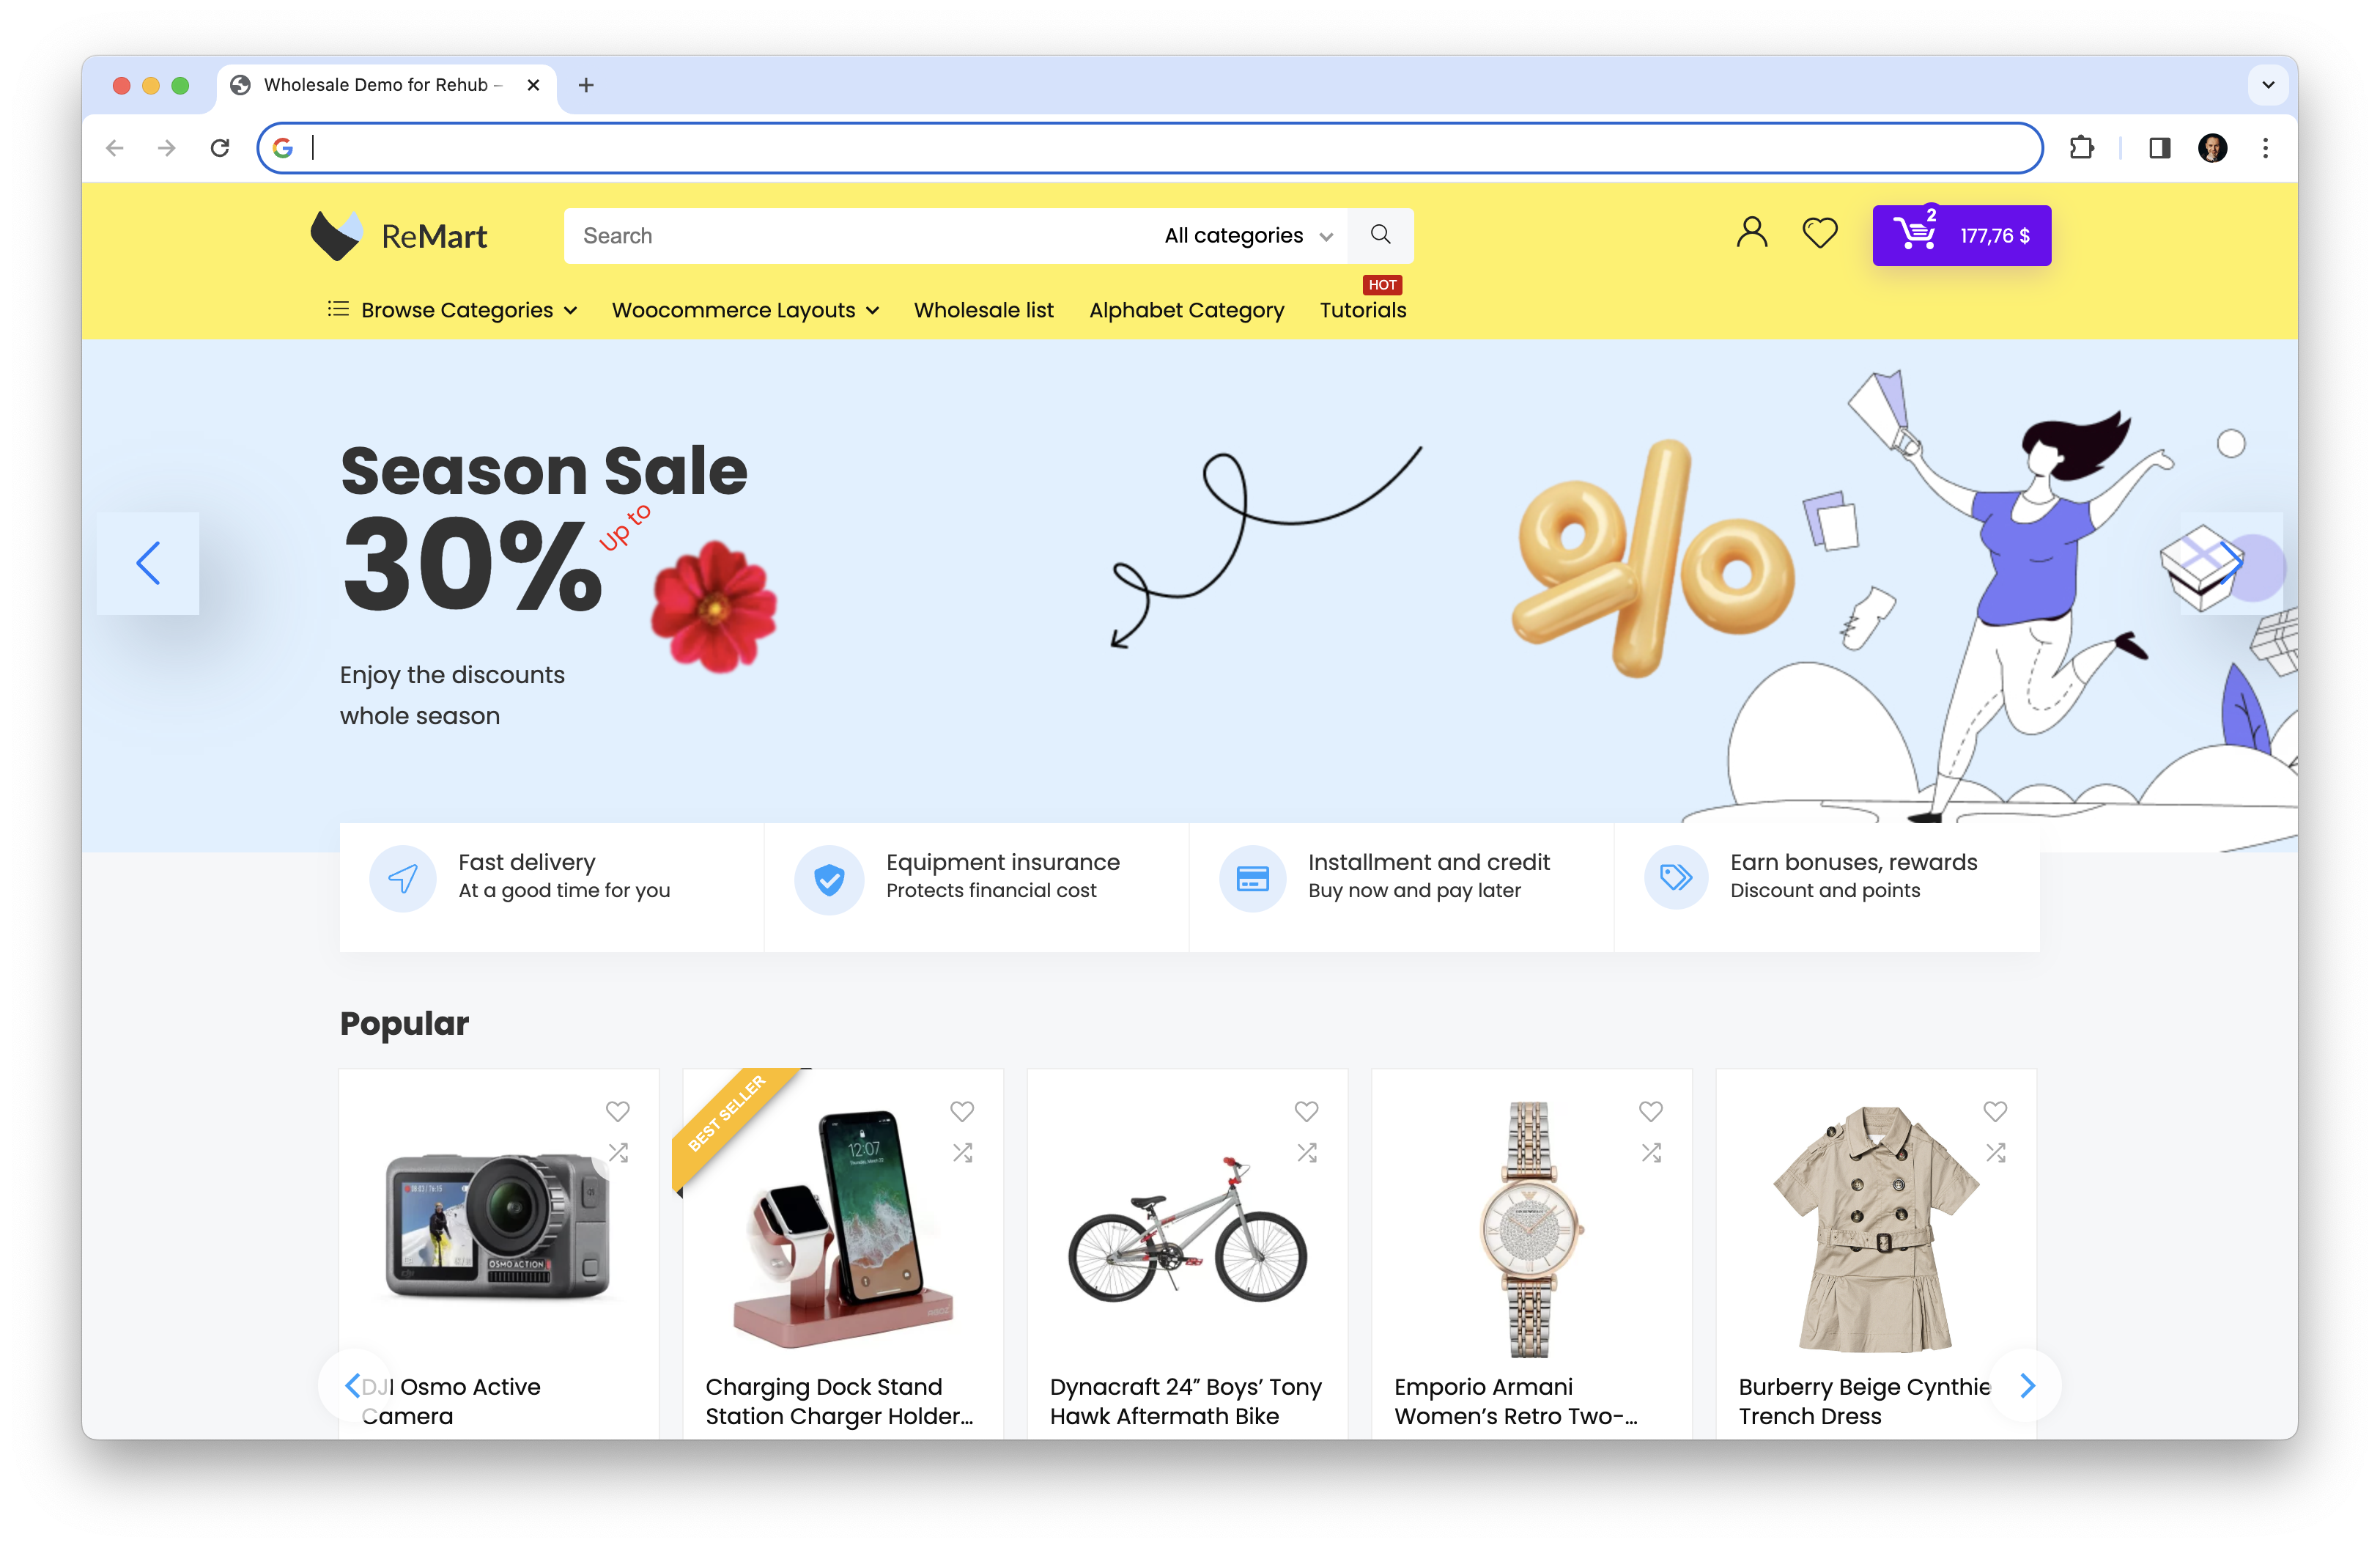 Wholesale Demo for Rehub –
ReMart
Search
All categories
2
177,76 $
HOT
Browse Categories
Woocommerce Layouts
Wholesale list
Alphabet Category
Tutorials
Season Sale
Up to
30%
Enjoy the discounts
whole season
Fast delivery
At a good time for you
Equipment insurance
Protects financial cost
Installment and credit
Buy now and pay later
Earn bonuses, rewards
Discount and points
Popular
OSMO ACTION
DJI Osmo Active
Camera
BEST SELLER
12:07
Charging Dock Stand
Station Charger Holder...
Dynacraft 24” Boys’ Tony
Hawk Aftermath Bike
Emporio Armani
Women’s Retro Two-...
Burberry Beige Cynthie
Trench Dress